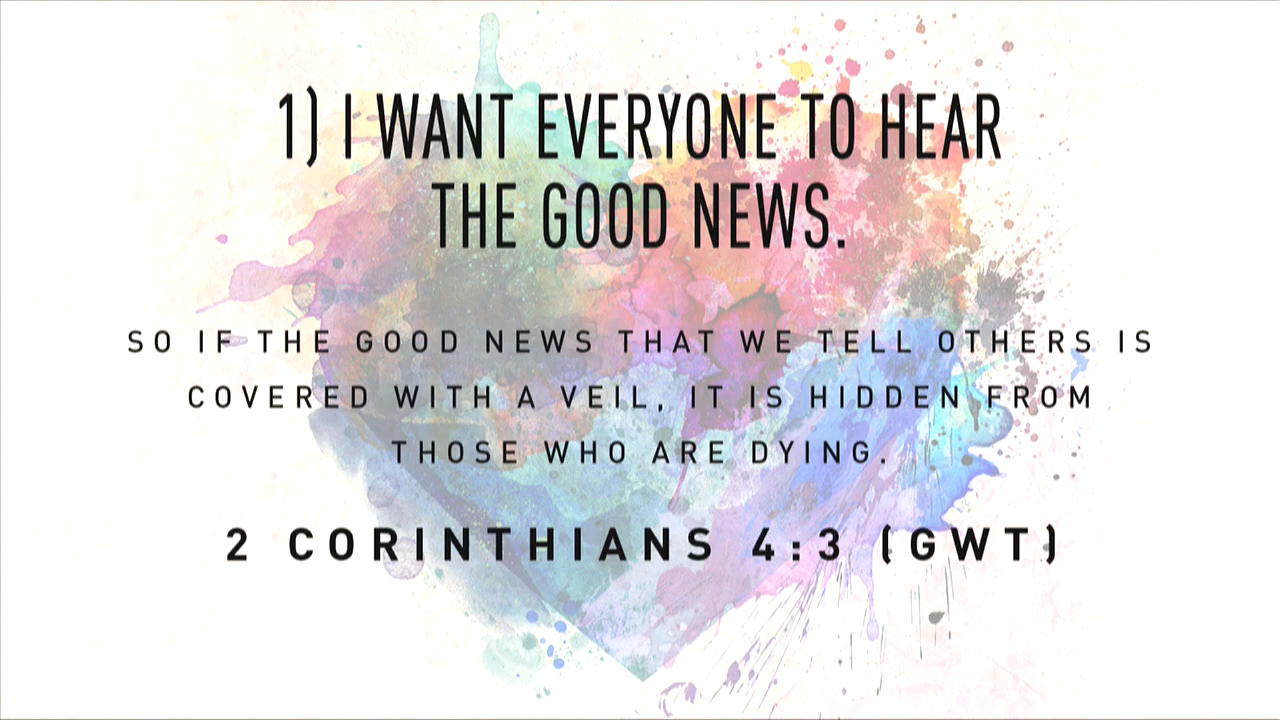 1) I WANT EVERYONE TO HEAR
THE GOOD NEWS.
SO IF THE GOOD NEWS THAT WE TELL OTHERS IS
COVERED WITH A VEIL, IT IS HIDDEN FROM
THOSE WHO ARE DYING.
2 CORINTHIANS 4:3 (GWT)